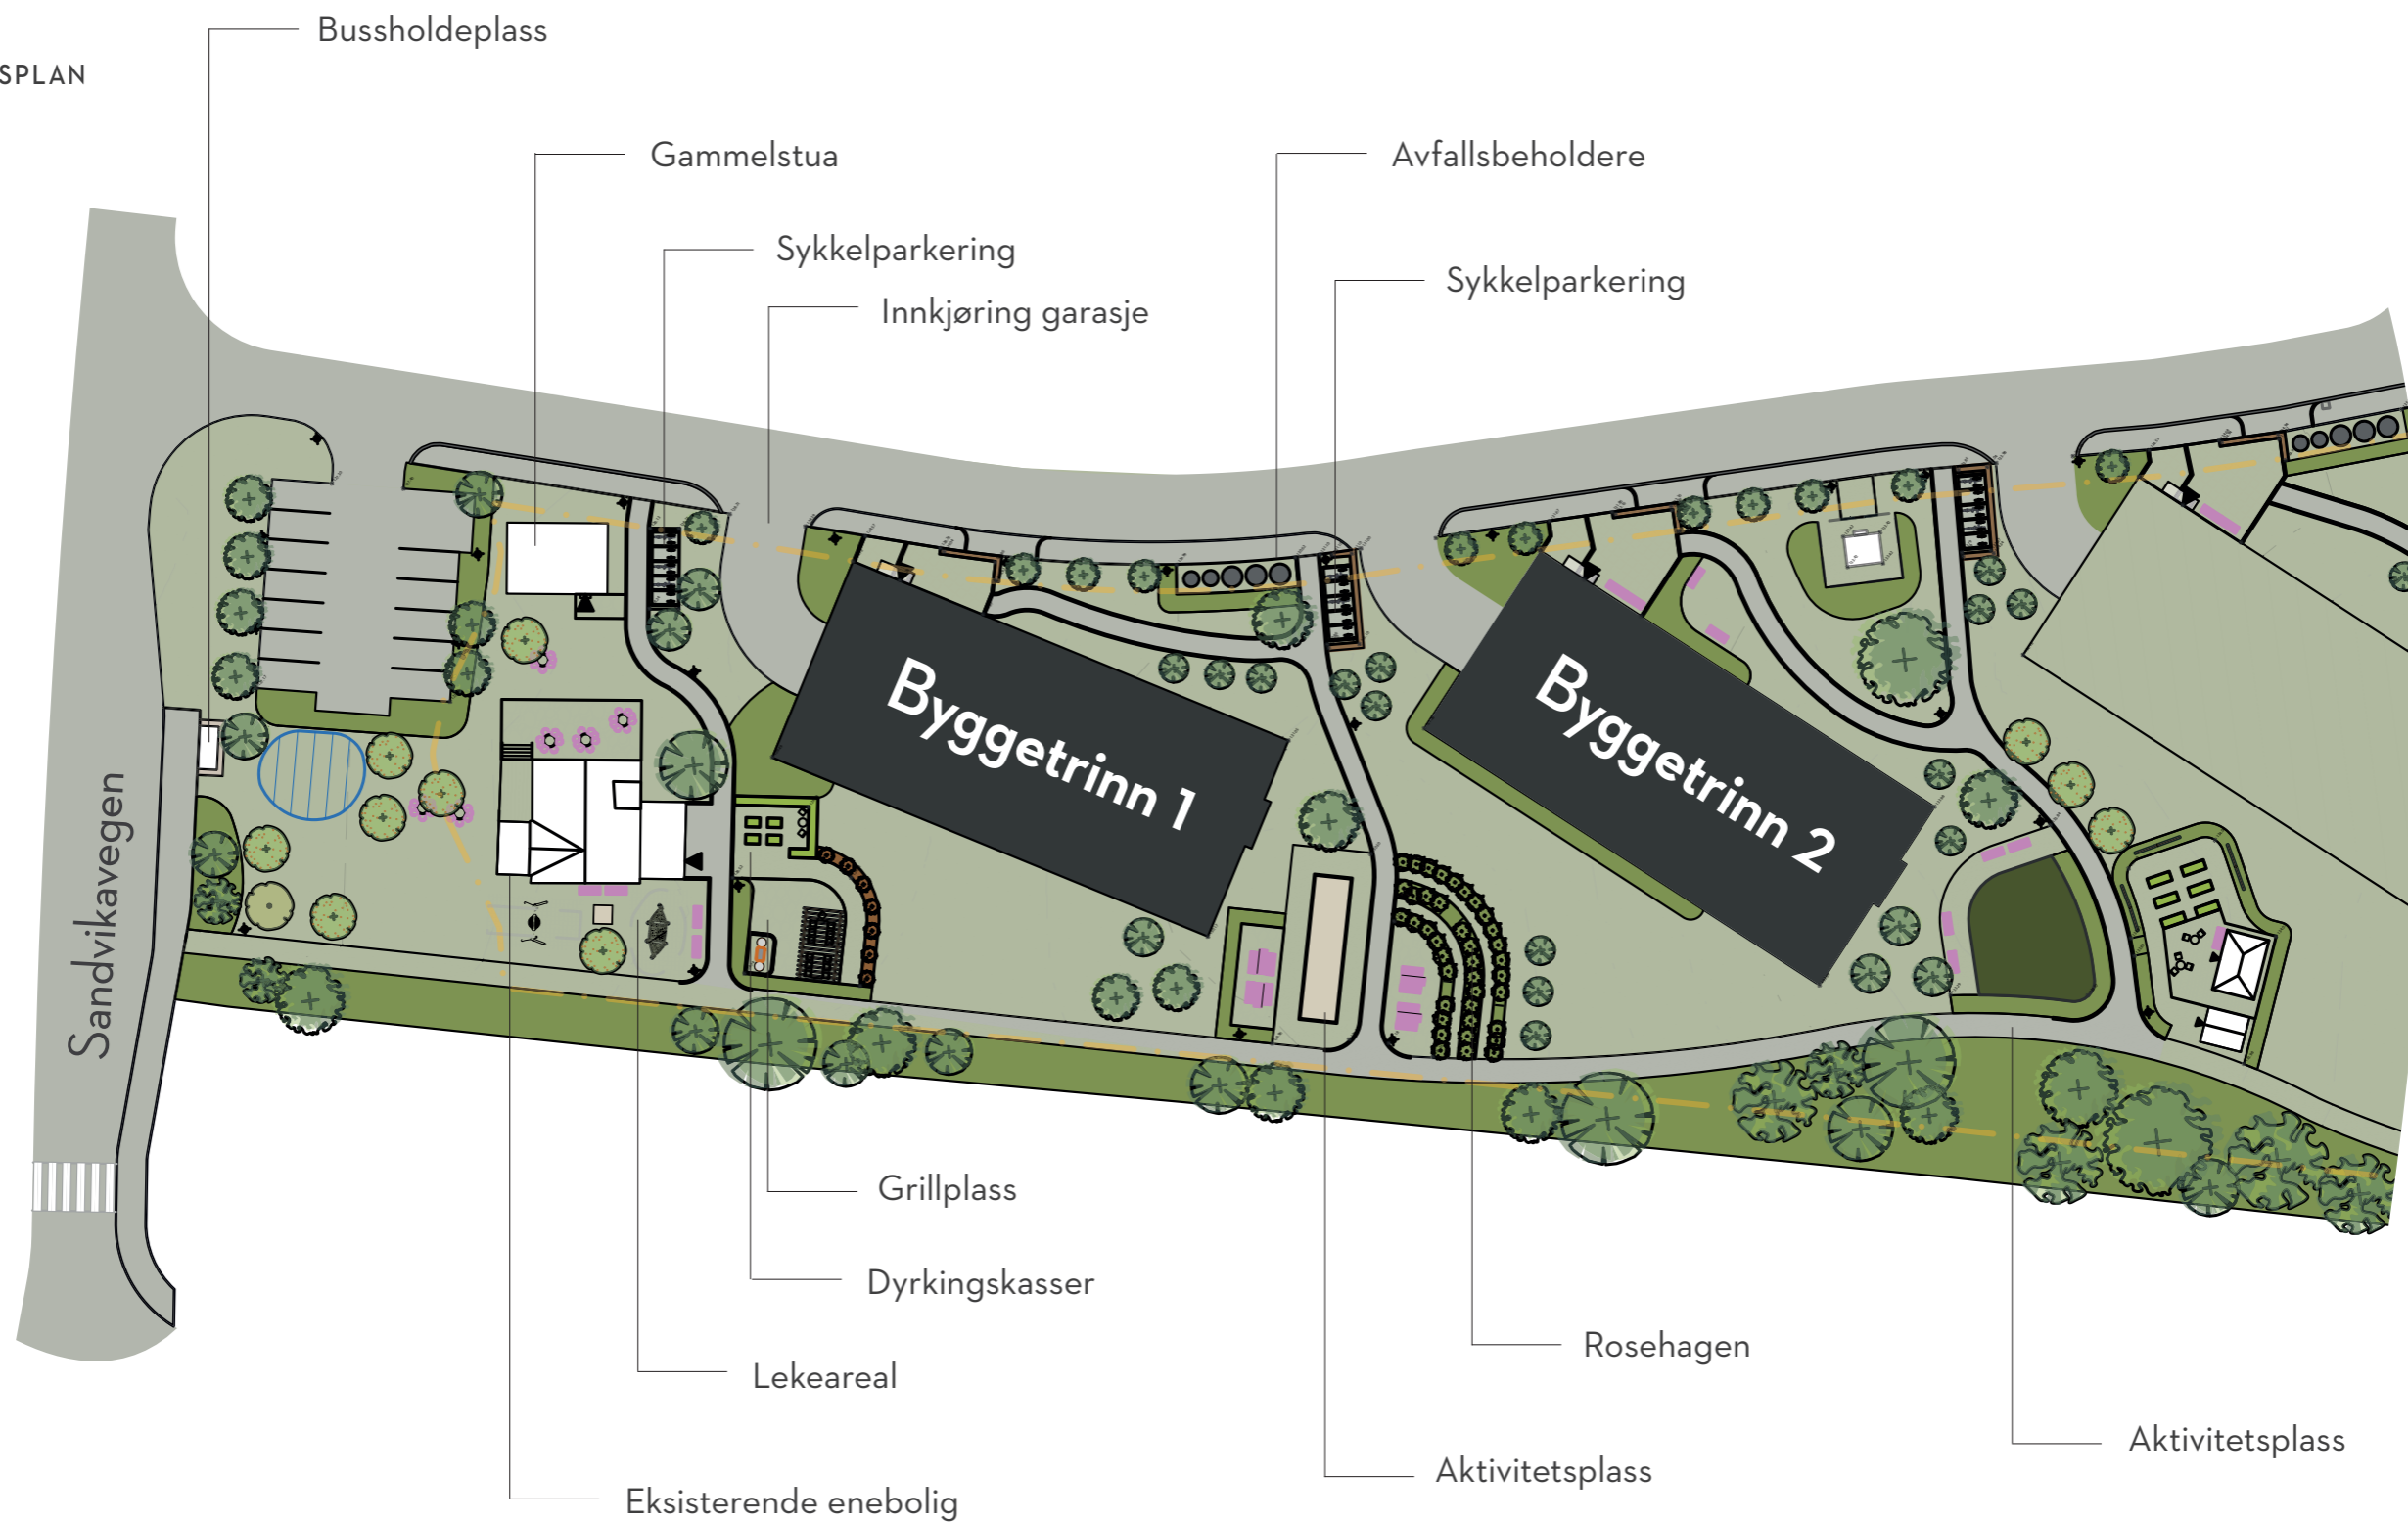 Bussholdeplass
SPLAN
Gammelstua
Avfallsbeholdere
Sykkelparkering
Sykkelparkering
Innkjøring garasje
Byggetrinn 1
Byggetrinn 2
Sandvikavegen
Grillplass
Dyrkingskasser
Rosehagen
Lekeareal
Aktivitetsplass
Aktivitetsplass
Eksisterende enebolig